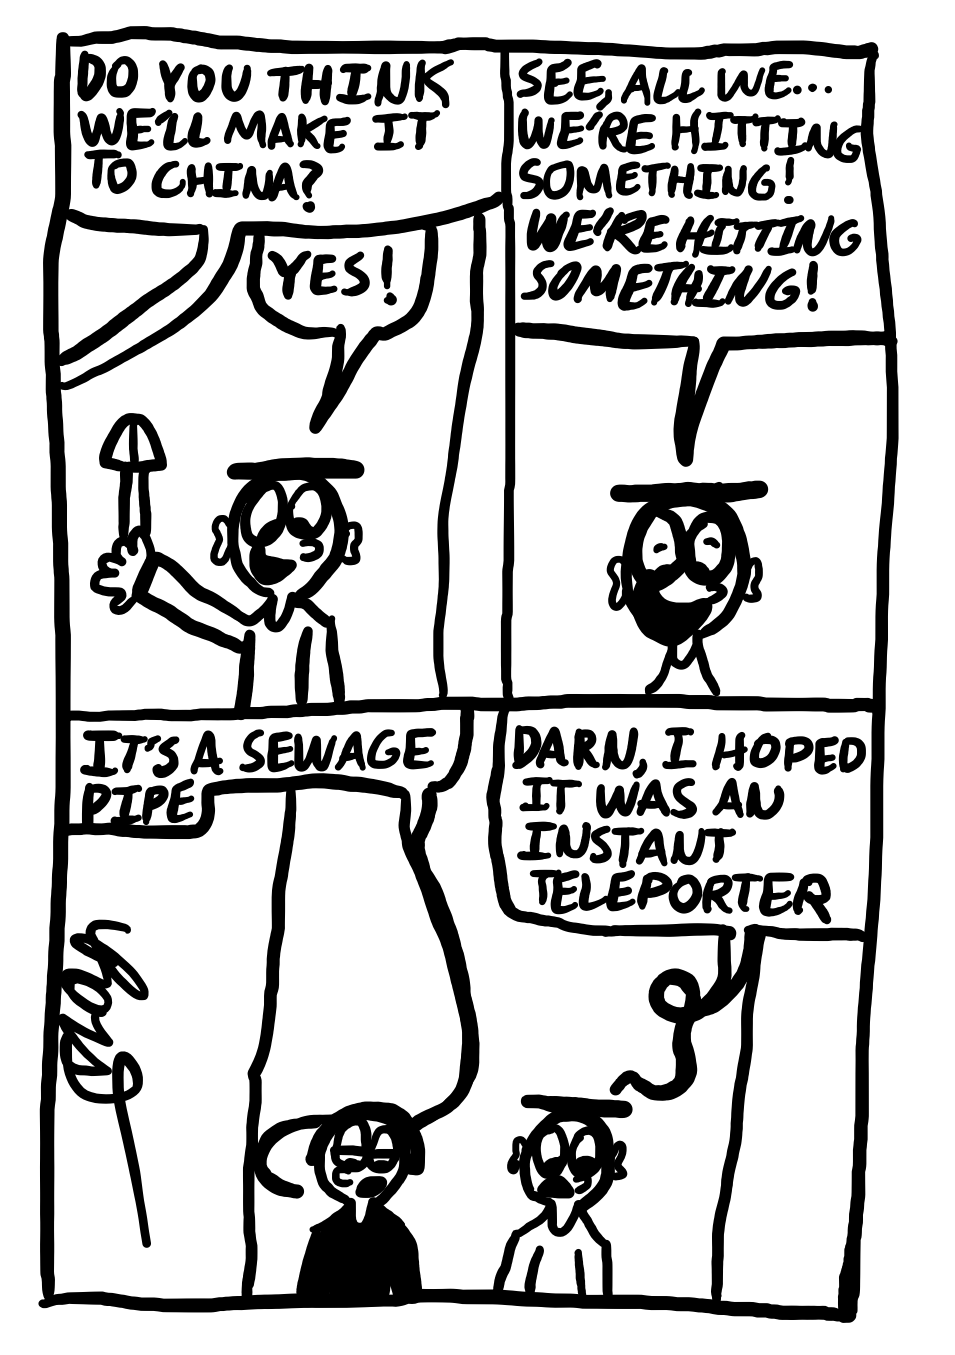 DO YOU THINK
WE'LL MAKE IT
TO CHINA?
YES!
SEE, ALL WE...
WE'RE HITTING
SOMETHING!
WE'RE HITTING
SOMETHING!
IT'S A SEWAGE
PIPE
DARN, I HOPED
IT WAS AN
INSTANT
TELEPORTER